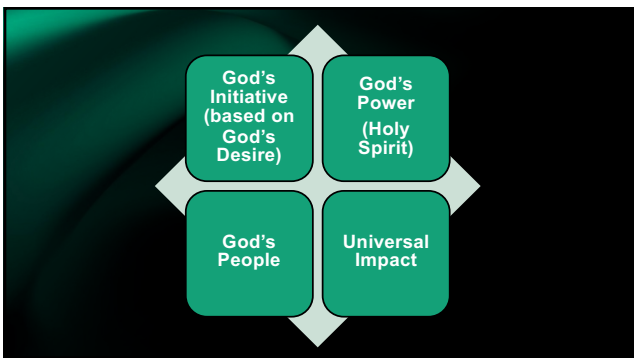 God’s
Initiative
(based on
God’s
Desire)
God’s
Power
(Holy
Spirit)
God’s
People
Universal
Impact